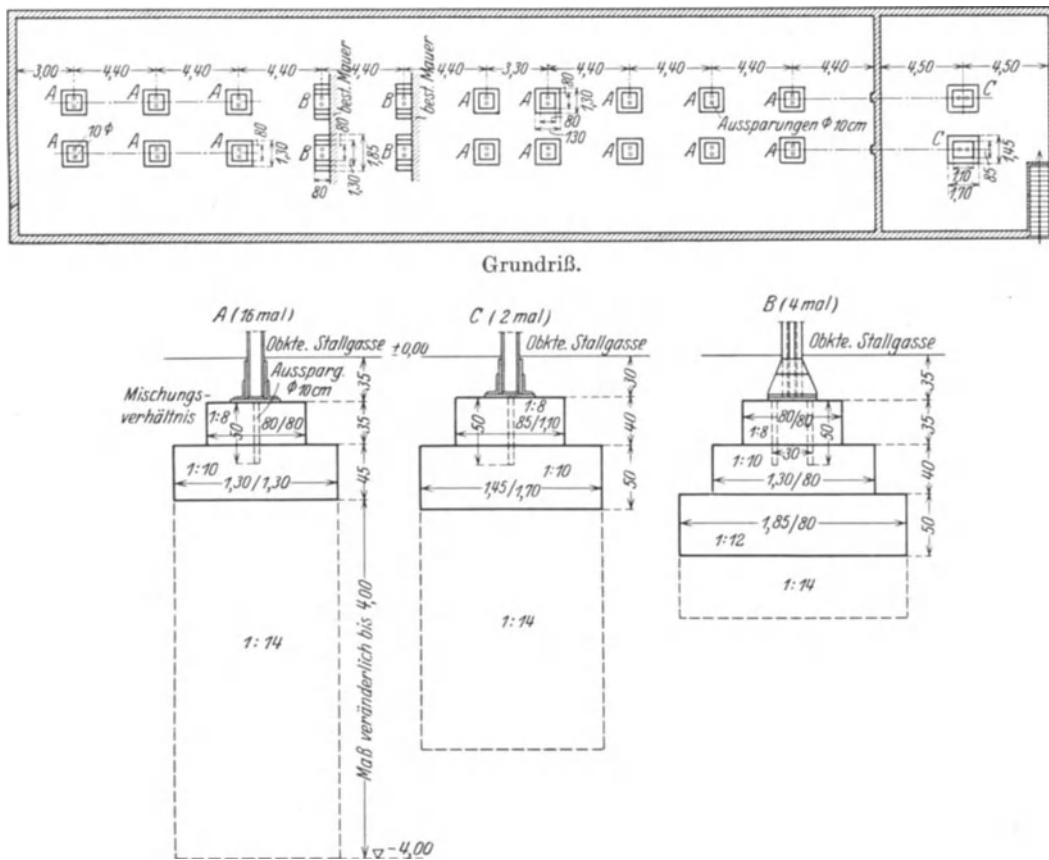 3,00 4,40 4,40 4,40 4,40 4,40 3,30 4,40 4,40 4,40 4,40 4,50 4,50
best. Mauer
best. Mauer
A A A B B A A A A A C
80
1,30
80
130
Aussparungen Φ 10cm
10 Φ
A A A B B A A A A A C
80
1,30
80
1,30
1,85
80
1,10
1,70
85
1,45
Grundriß.
A (16 mal)
Obkte. Stallgasse
±0,00
Aussparg.
Φ 10cm
Mischungs-
verhältnis
1:8
50
80/80
1:10
1,30/1,30
35
35
45
Maß veränderlich bis 4,00
1:14
-4,00
C (2 mal)
Obkte. Stallgasse
1:8
50
85/1,10
1:10
1,45/1,70
30
40
50
1:14
B (4 mal)
Obkte. Stallgasse
80/80
1:8
50
30
1:10
1,30/80
1,85/80
1:12
35
35
40
50
1:14